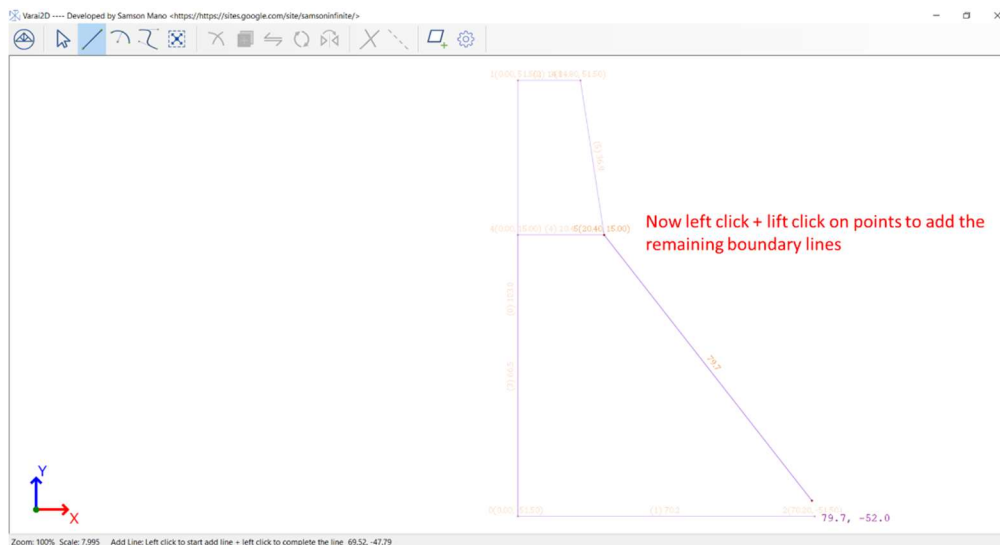 Varai2D ---- Developed by Samson Mano <https://https://sites.google.com/site/samsoninfinite/>
Now left click + lift click on points to add the
remaining boundary lines
5(20.40, 15.00)
79.7
79.7, -52.0
Y
X
Zoom: 100% Scale: 7.995 Add Line: Left click to start add line + left click to complete the line 69.52, -47.79